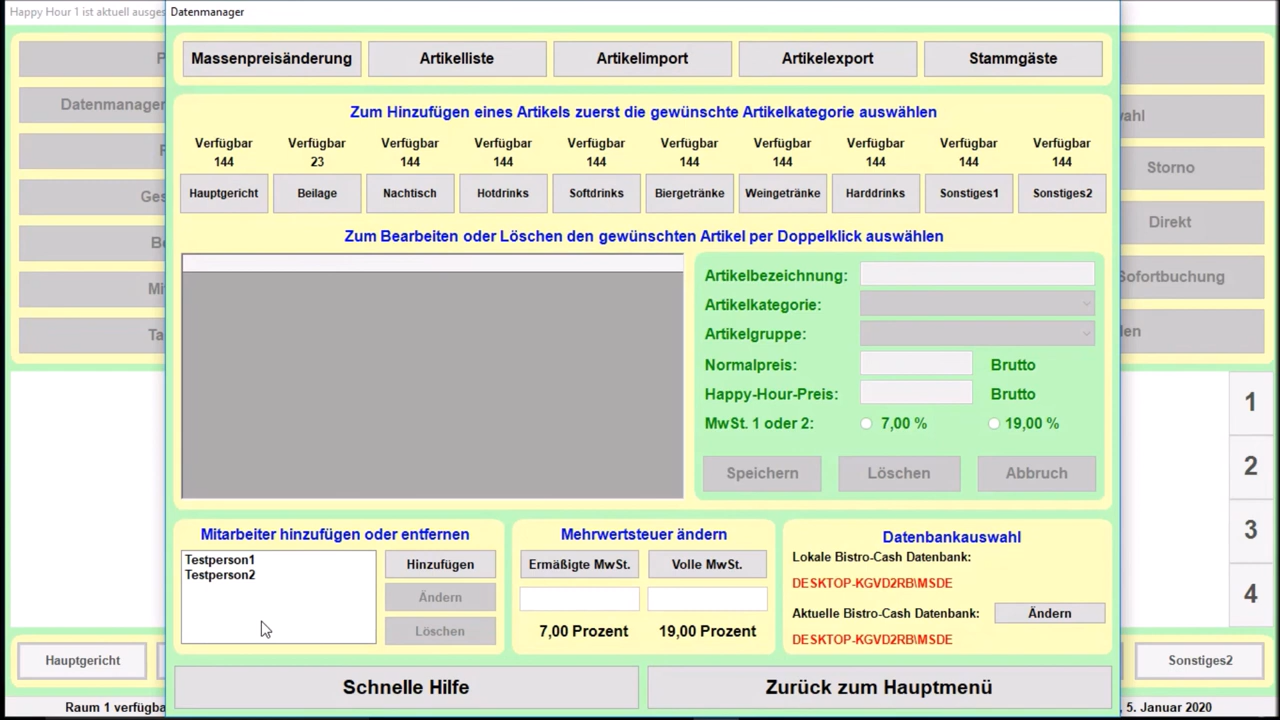 Happy Hour 1 ist aktuell ausges
Datenmanager
Massenpreisänderung
Artikelliste
Artikelimport
Artikelexport
Stammgäste
Zum Hinzufügen eines Artikels zuerst die gewünschte Artikelkategorie auswählen
Verfügbar Verfügbar Verfügbar Verfügbar Verfügbar Verfügbar Verfügbar Verfügbar Verfügbar Verfügbar
144 23 144 144 144 144 144 144 144 144
Hauptgericht Beilage Nachtisch Hotdrinks Softdrinks Biergetränke Weingetränke Harddrinks Sonstiges1 Sonstiges2
Zum Bearbeiten oder Löschen den gewünschten Artikel per Doppelklick auswählen
Artikelbezeichnung:
Artikelkategorie:
Artikelgruppe:
Normalpreis: Brutto
Happy-Hour-Preis: Brutto
MwSt. 1 oder 2: 7,00 % 19,00 %
Speichern Löschen Abbruch
Mitarbeiter hinzufügen oder entfernen
Testperson1
Testperson2
Hinzufügen
Ändern
Löschen
Mehrwertsteuer ändern
Ermäßigte MwSt. Volle MwSt.
7,00 Prozent 19,00 Prozent
Datenbankauswahl
Lokale Bistro-Cash Datenbank:
DESKTOP-KGVD2RB\MSDE
Aktuelle Bistro-Cash Datenbank: Ändern
DESKTOP-KGVD2RB\MSDE
Schnelle Hilfe
Zurück zum Hauptmenü
P
Datenmanager
Ges
Be
Mi
Ta
ahl
Storno
Direkt
Sofortbuchung
len
1
2
3
4
Hauptgericht
Sonstiges2
Raum 1 verfügba
, 5. Januar 2020